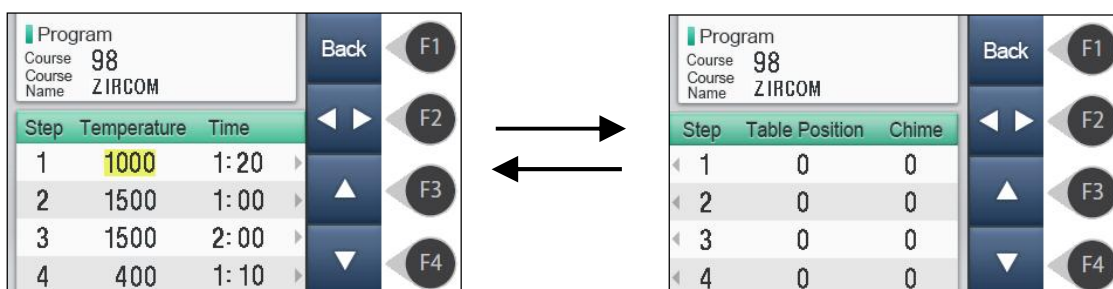 Program
Course 98
Course Name ZIRCOM
Back F1
F2
Step Temperature Time
1 1000 1:20
2 1500 1:00
F3
3 1500 2:00
4 400 1:10
F4
Program
Course 98
Course Name ZIRCOM
Back F1
F2
Step Table Position Chime
1 0 0
2 0 0
F3
3 0 0
4 0 0
F4